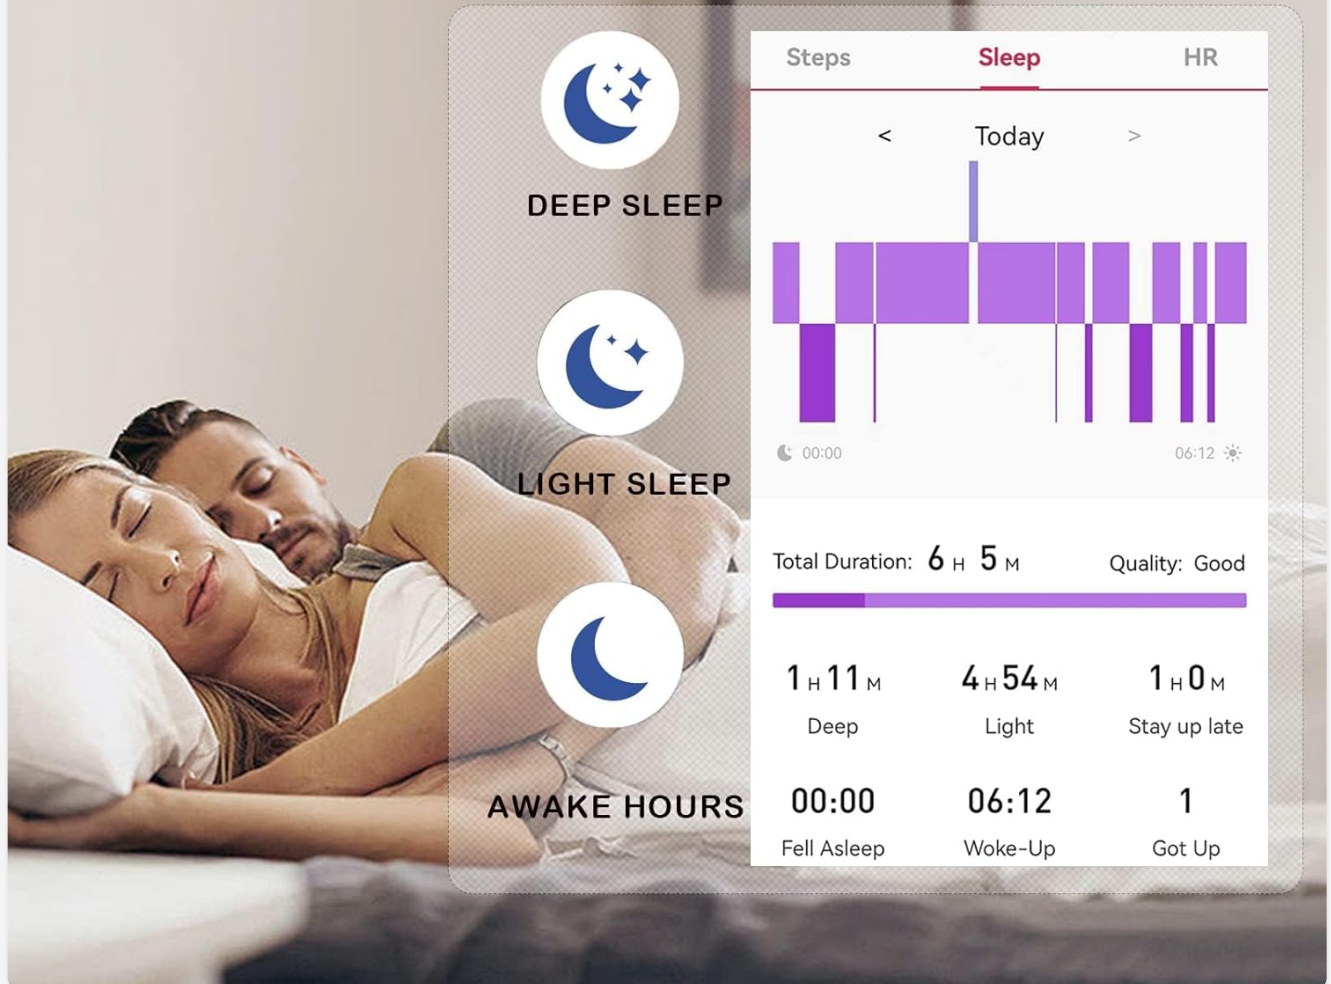 DEEP SLEEP
LIGHT SLEEP
AWAKE HOURS
Steps Sleep HR
< Today >
00:00 06:12
Total Duration: 6 H 5 M Quality: Good
1 H 11 M 4 H 54 M 1 H 0 M
Deep Light Stay up late
00:00 06:12 1
Fell Asleep Woke-Up Got Up